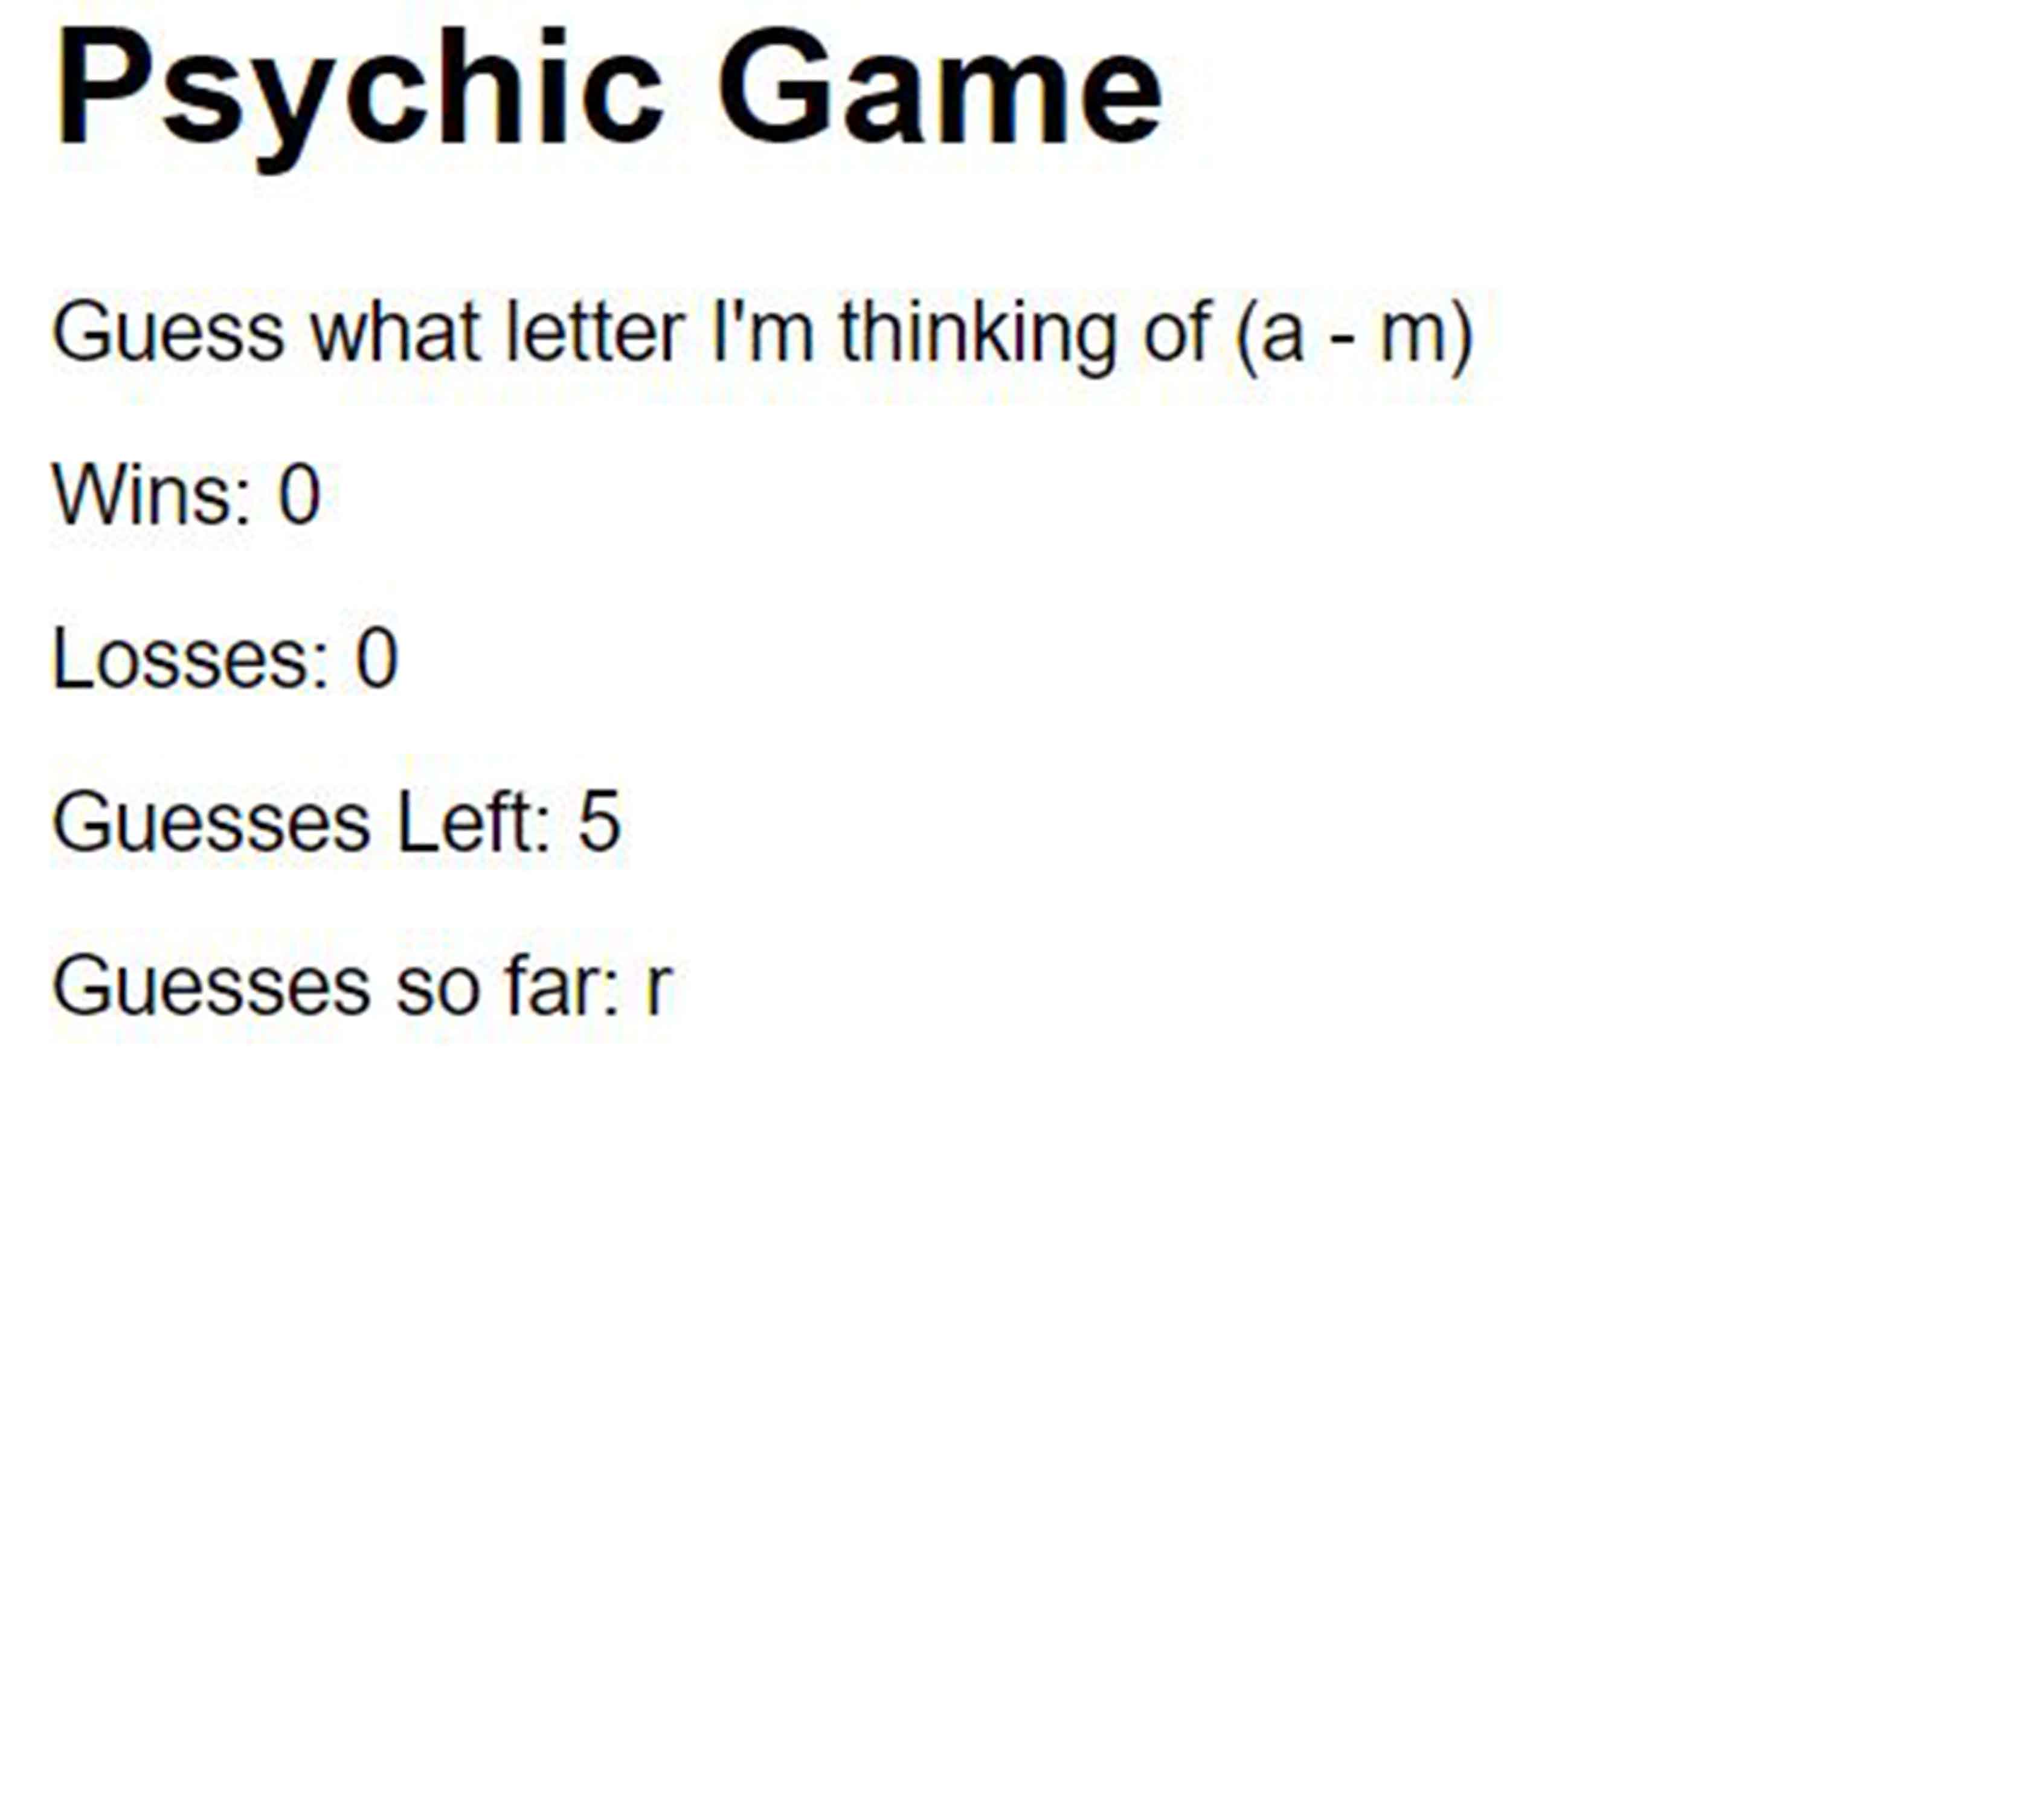 Psychic Game
Guess what letter I'm thinking of (a - m)
Wins: 0
Losses: 0
Guesses Left: 5
Guesses so far: r